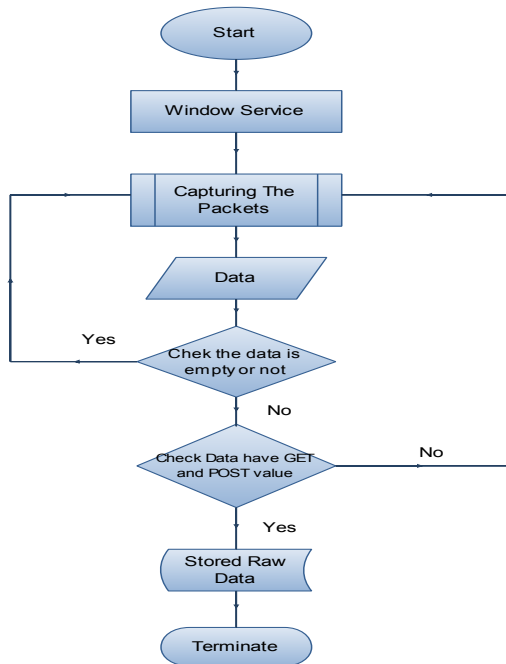 Start
Window Service
Capturing The
Packets
Data
Yes
Chek the data is
empty or not
No
Check Data have GET
and POST value
No
Yes
Stored Raw
Data
Terminate